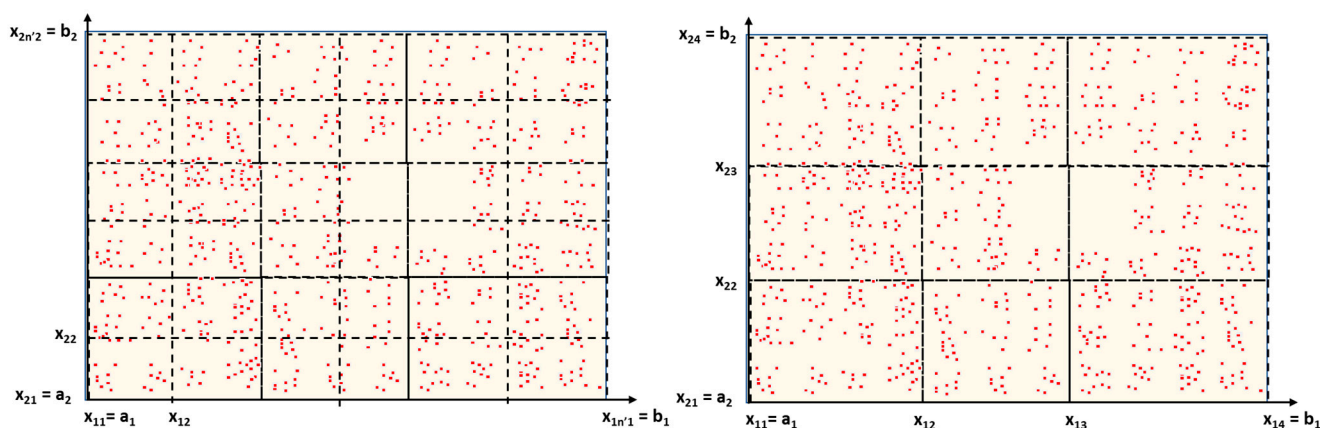 x2n'2 = b2
x22
x21 = a2
x11= a1
x12
x1n'1 = b1
x24 = b2
x23
x22
x21 = a2
x11= a1
x12
x13
x14 = b1